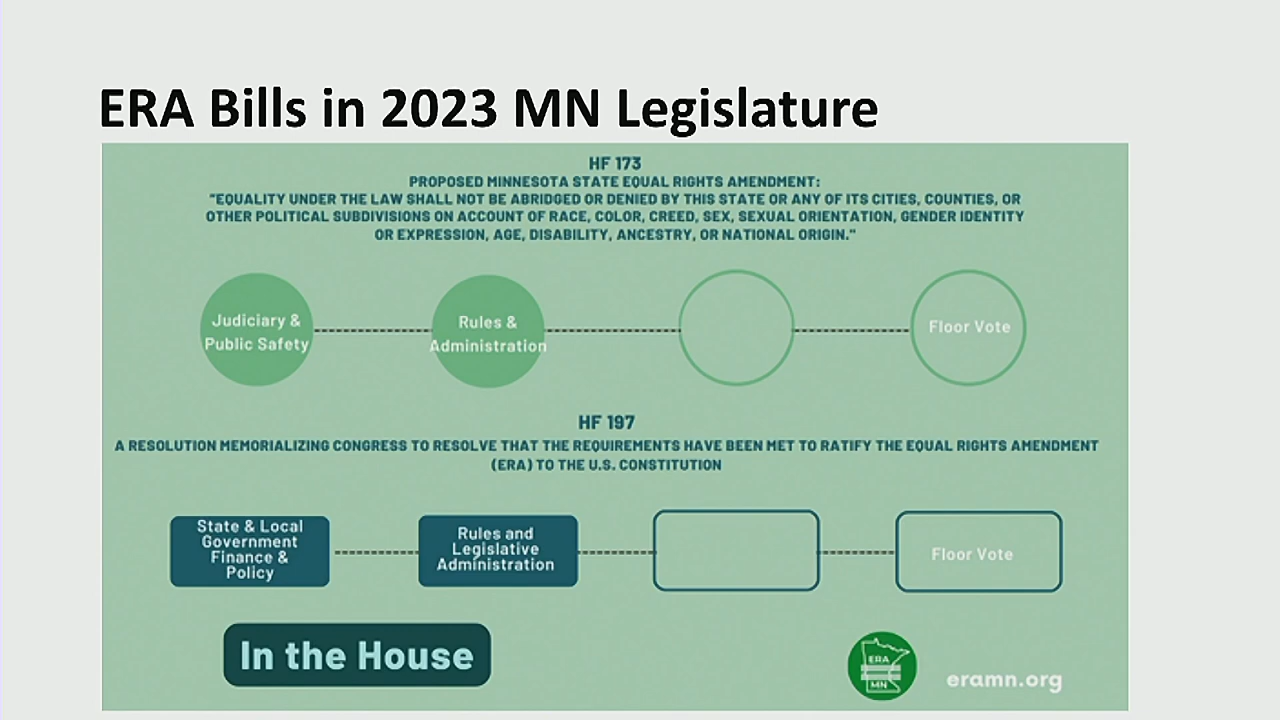 ERA Bills in 2023 MN Legislature
HF 173
PROPOSED MINNESOTA STATE EQUAL RIGHTS AMENDMENT:
"EQUALITY UNDER THE LAW SHALL NOT BE ABRIDGED OR DENIED BY THIS STATE OR ANY OF ITS CITIES, COUNTIES, OR
OTHER POLITICAL SUBDIVISIONS ON ACCOUNT OF RACE, COLOR, CREED, SEX, SEXUAL ORIENTATION, GENDER IDENTITY
OR EXPRESSION, AGE, DISABILITY, ANCESTRY, OR NATIONAL ORIGIN."
Judiciary &
Public Safety
Rules &
Administration
Floor Vote
HF 197
A RESOLUTION MEMORIALIZING CONGRESS TO RESOLVE THAT THE REQUIREMENTS HAVE BEEN MET TO RATIFY THE EQUAL RIGHTS AMENDMENT
(ERA) TO THE U.S. CONSTITUTION
State & Local
Government
Finance &
Policy
Rules and
Legislative
Administration
Floor Vote
In the House
ERA
MN
eramn.org